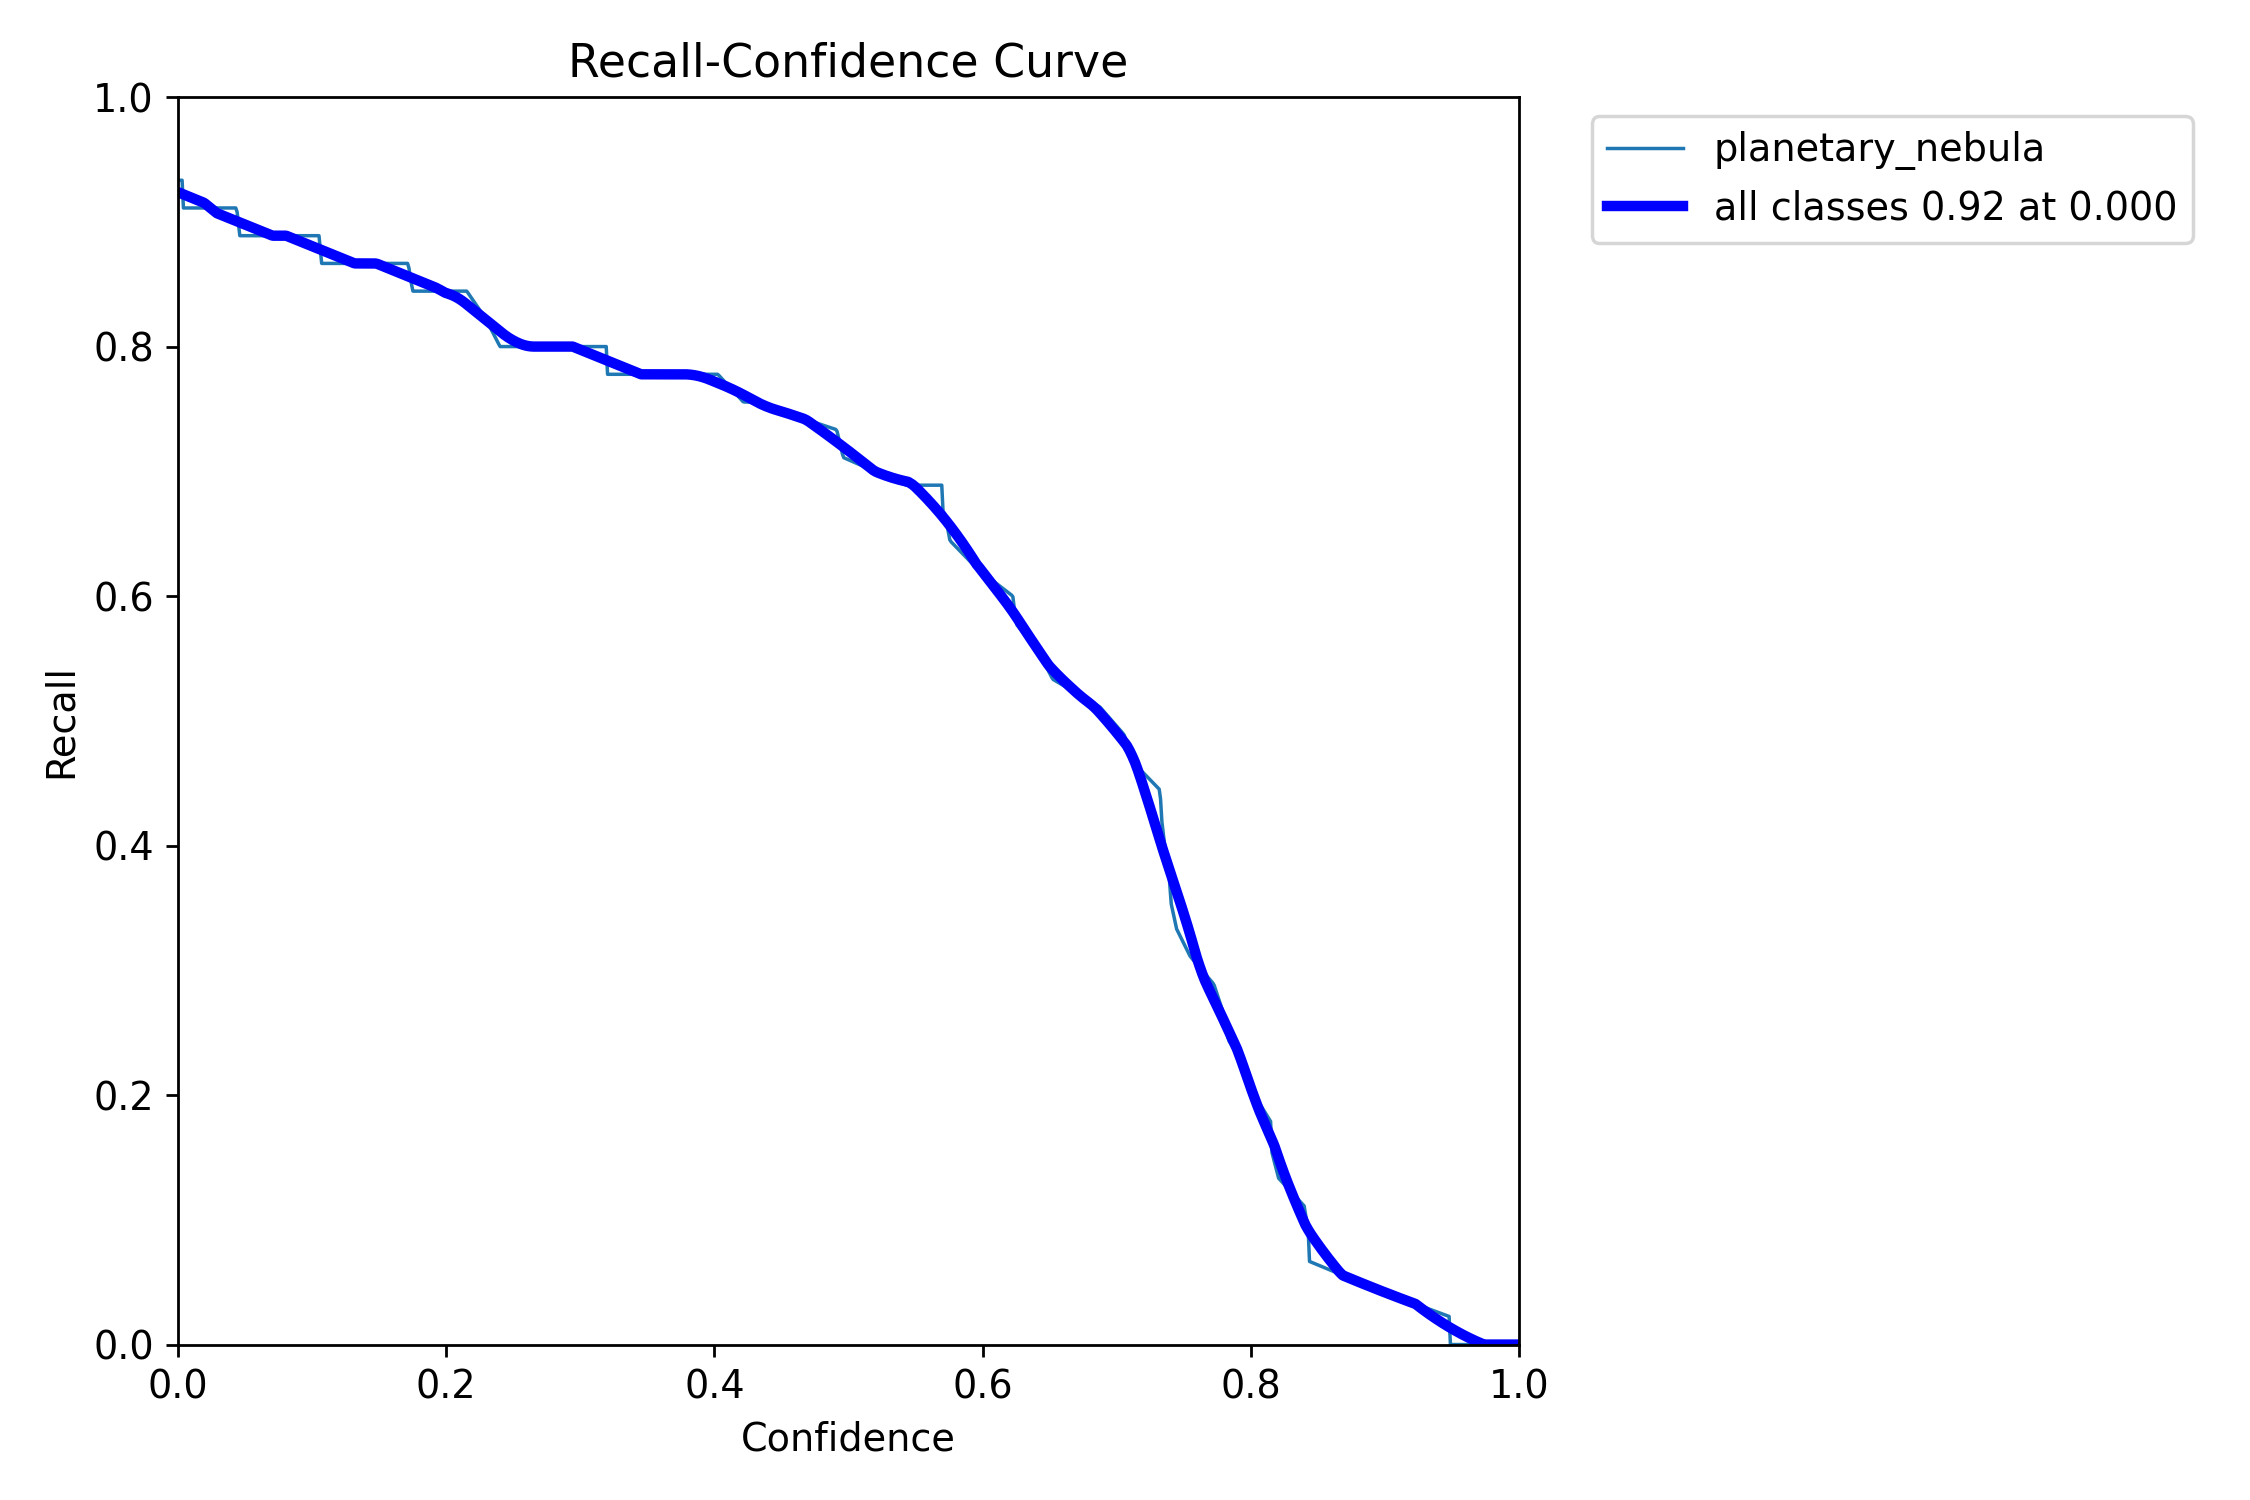 Recall-Confidence Curve
1.0
0.8
0.6
0.4
0.2
0.0
Recall
0.0 0.2 0.4 0.6 0.8 1.0
Confidence
planetary_nebula
all classes 0.92 at 0.000